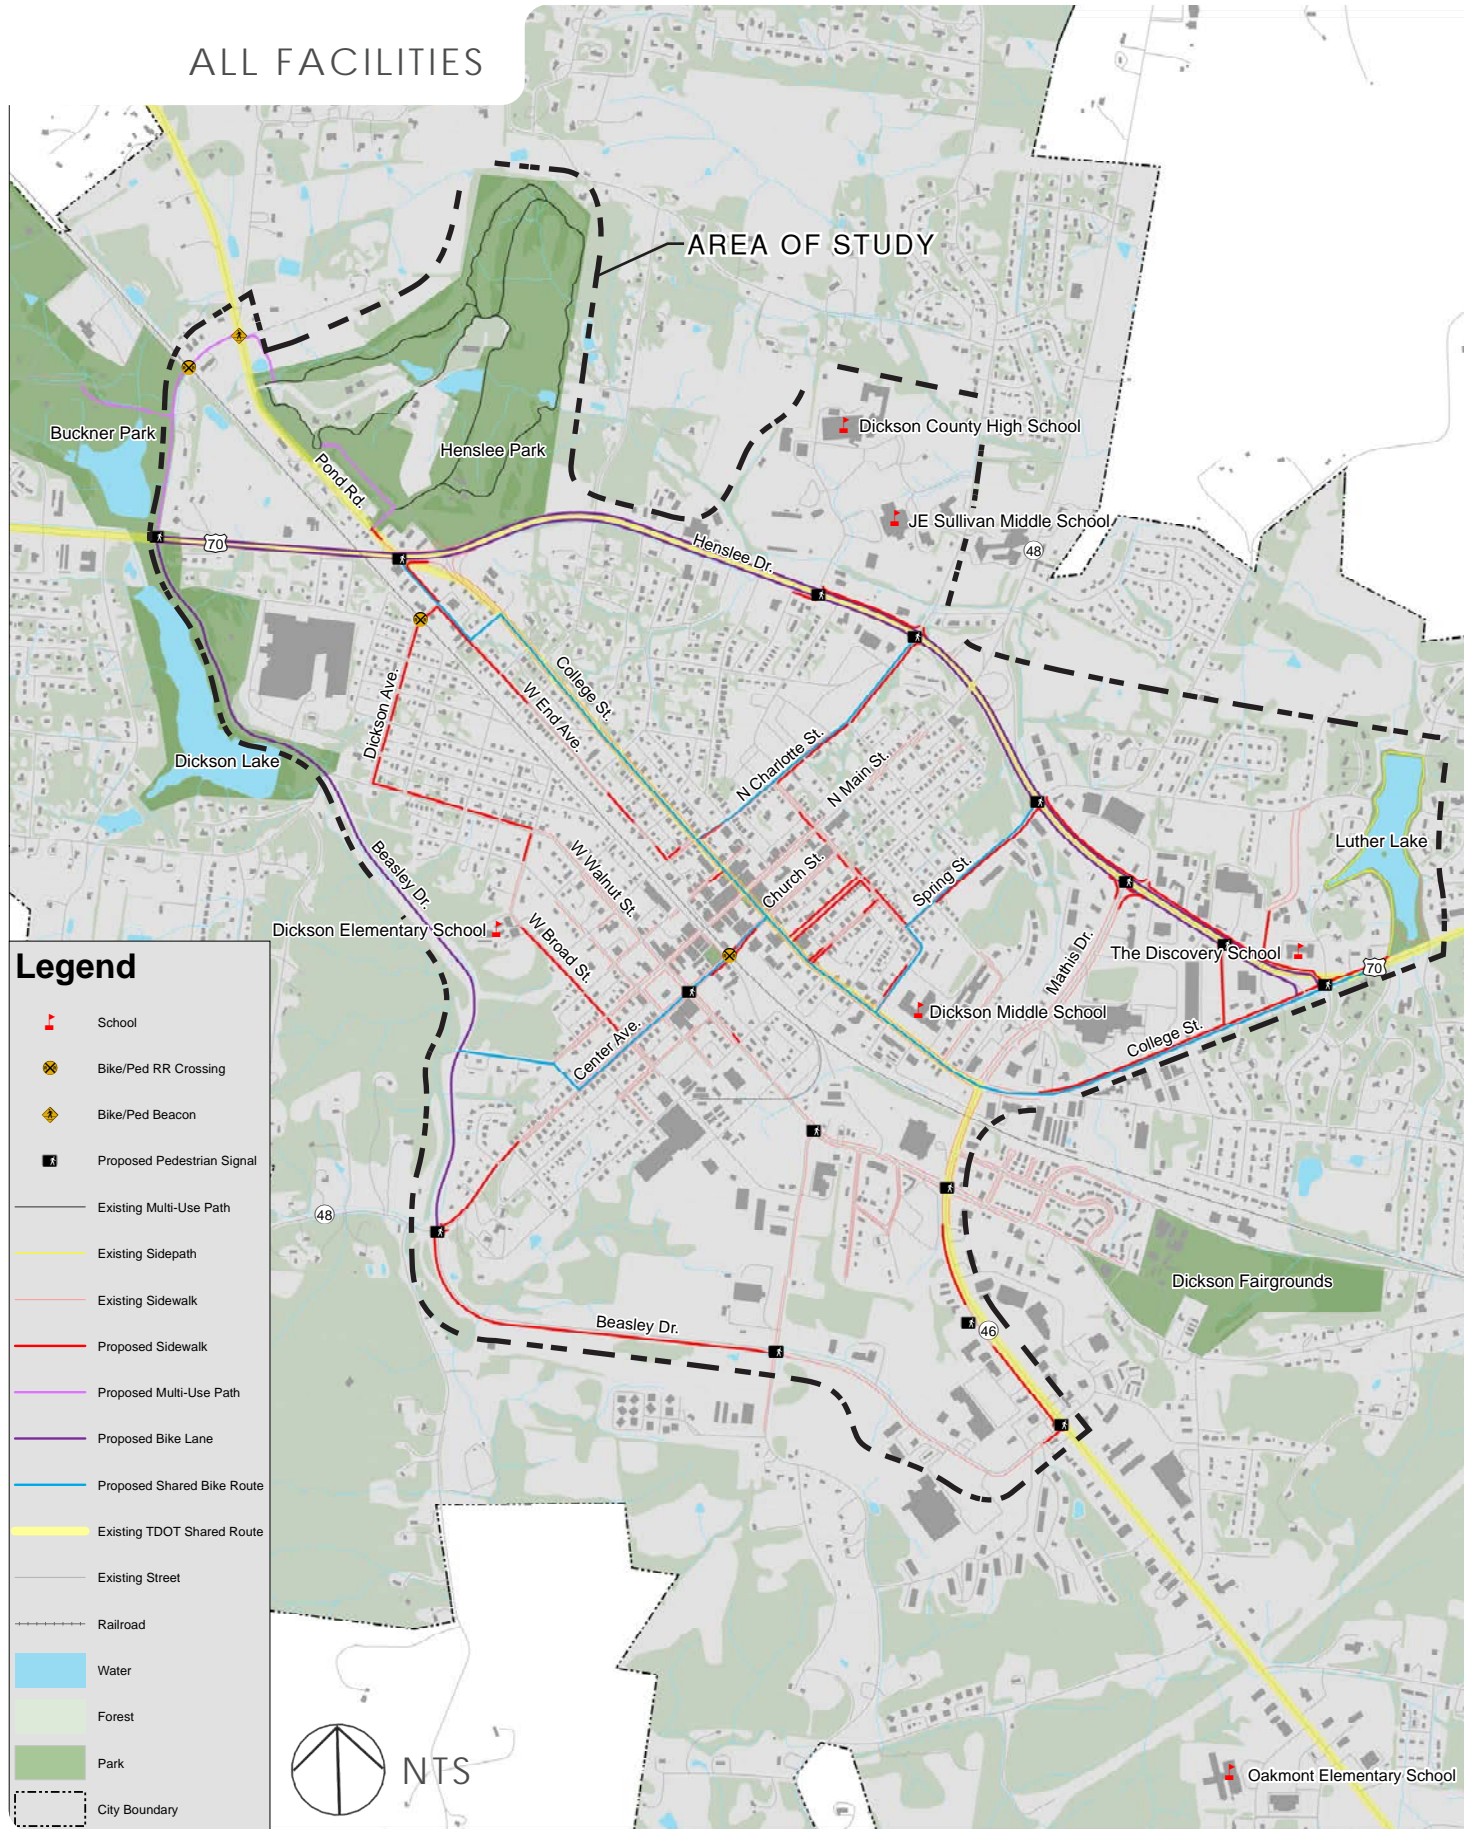 ALL FACILITIES
AREA OF STUDY
Dickson County High School
Buckner Park
Henslee Park
Pond Rd.
JE Sullivan Middle School
70
Henslee Dr.
48
College St.
Dickson Ave.
W End Ave.
Dickson Lake
N Charlotte St.
N Main St.
Luther Lake
Beasley Dr.
W Walnut St.
Church St.
Spring St.
Dickson Elementary School
W Broad St.
Mathis Dr.
The Discovery School
70
Dickson Middle School
College St.
Center Ave.
48
Dickson Fairgrounds
Beasley Dr.
46
Oakmont Elementary School
Legend
School
Bike/Ped RR Crossing
Bike/Ped Beacon
Proposed Pedestrian Signal
Existing Multi-Use Path
Existing Sidepath
Existing Sidewalk
Proposed Sidewalk
Proposed Multi-Use Path
Proposed Bike Lane
Proposed Shared Bike Route
Existing TDOT Shared Route
Existing Street
Railroad
Water
Forest
Park
City Boundary
NTS